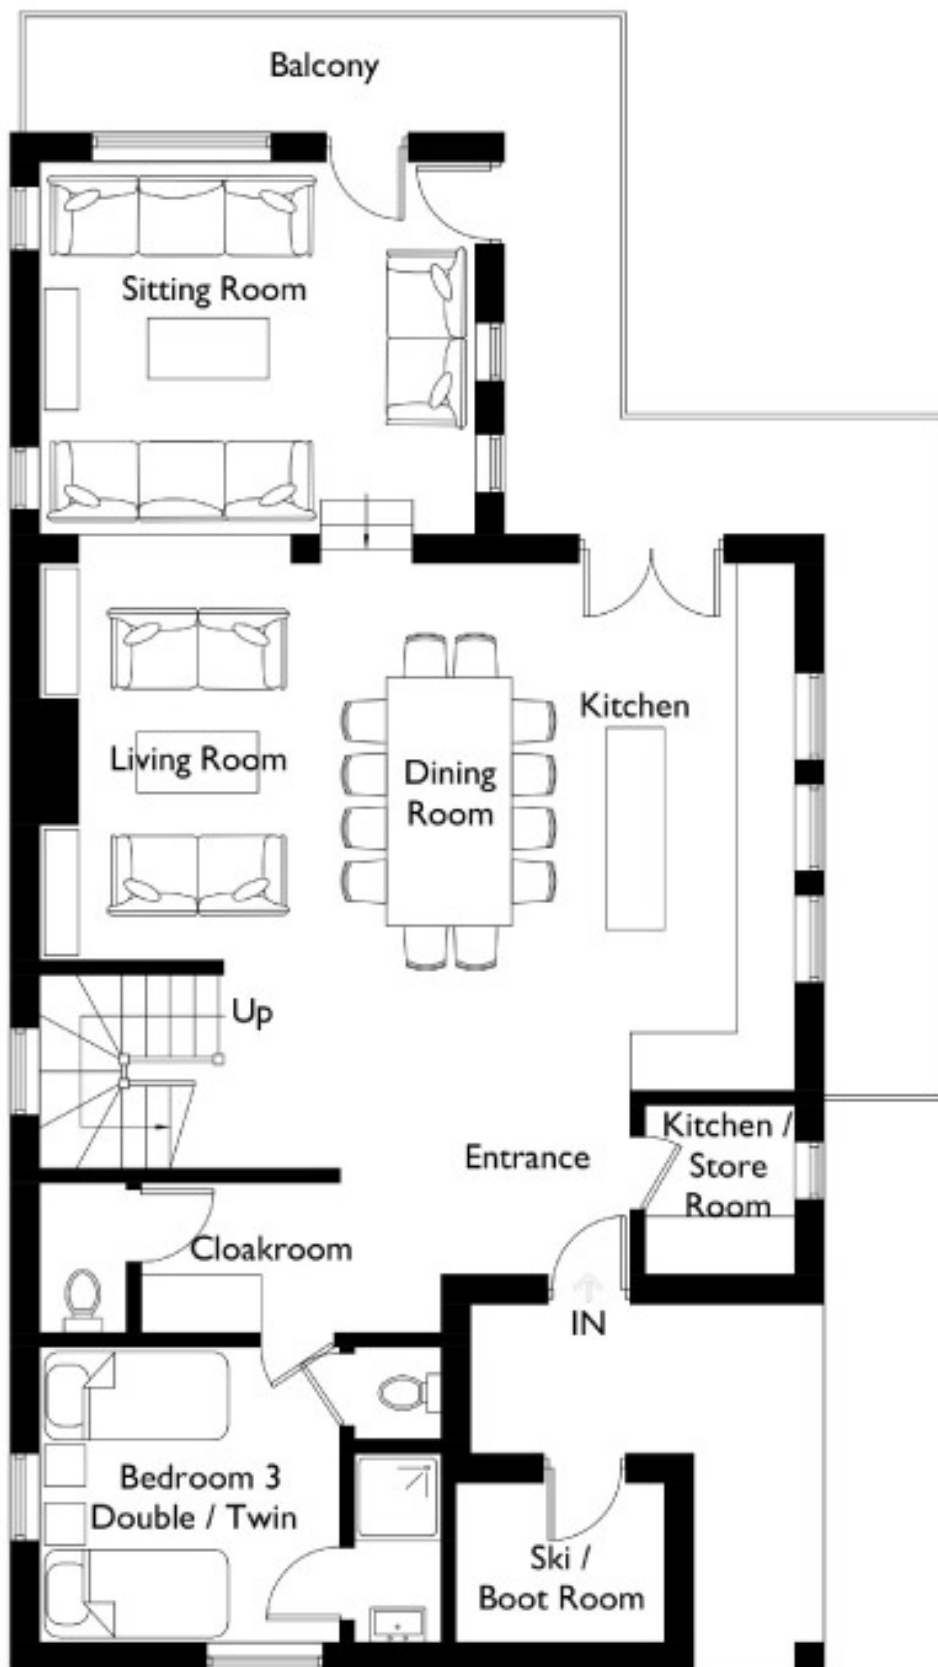 Balcony
Sitting Room
Kitchen
Living Room
Dining
Room
Up
Entrance
Kitchen /
Store
Room
Cloakroom
IN
Bedroom 3
Double / Twin
Ski /
Boot Room